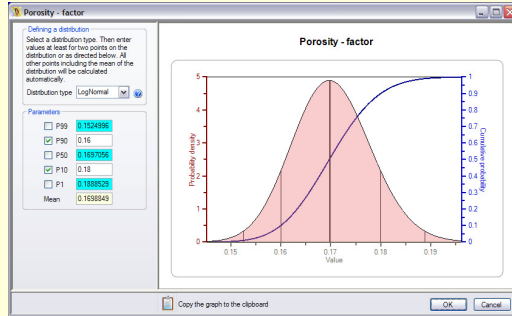 Porosity - factor
Defining a distribution
Select a distribution type. Then enter
values at least for two points on the
distribution or as directed below. All
other points including the mean of the
distribution will be calculated
automatically.
Distribution type LogNormal
Parameters
P99 0.1524996
P90 0.16
P50 0.1697056
P10 0.18
P1 0.1888529
Mean 0.1698849
Porosity - factor
Probability density
5
4
3
2
1
0
0.15 0.16 0.17 0.18 0.19
Value
1
0.9
0.8
0.7
0.6
0.5
0.4
0.3
0.2
0.1
0
Cumulative probability
Copy the graph to the clipboard
OK Cancel